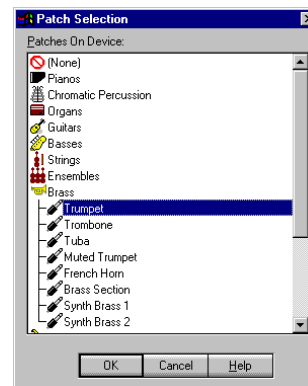 Patch Selection
Patches On Device:
(None)
Pianos
Chromatic Percussion
Organs
Guitars
Basses
Strings
Ensembles
Brass
Trumpet
Trombone
Tuba
Muted Trumpet
French Horn
Brass Section
Synth Brass 1
Synth Brass 2
OK Cancel Help